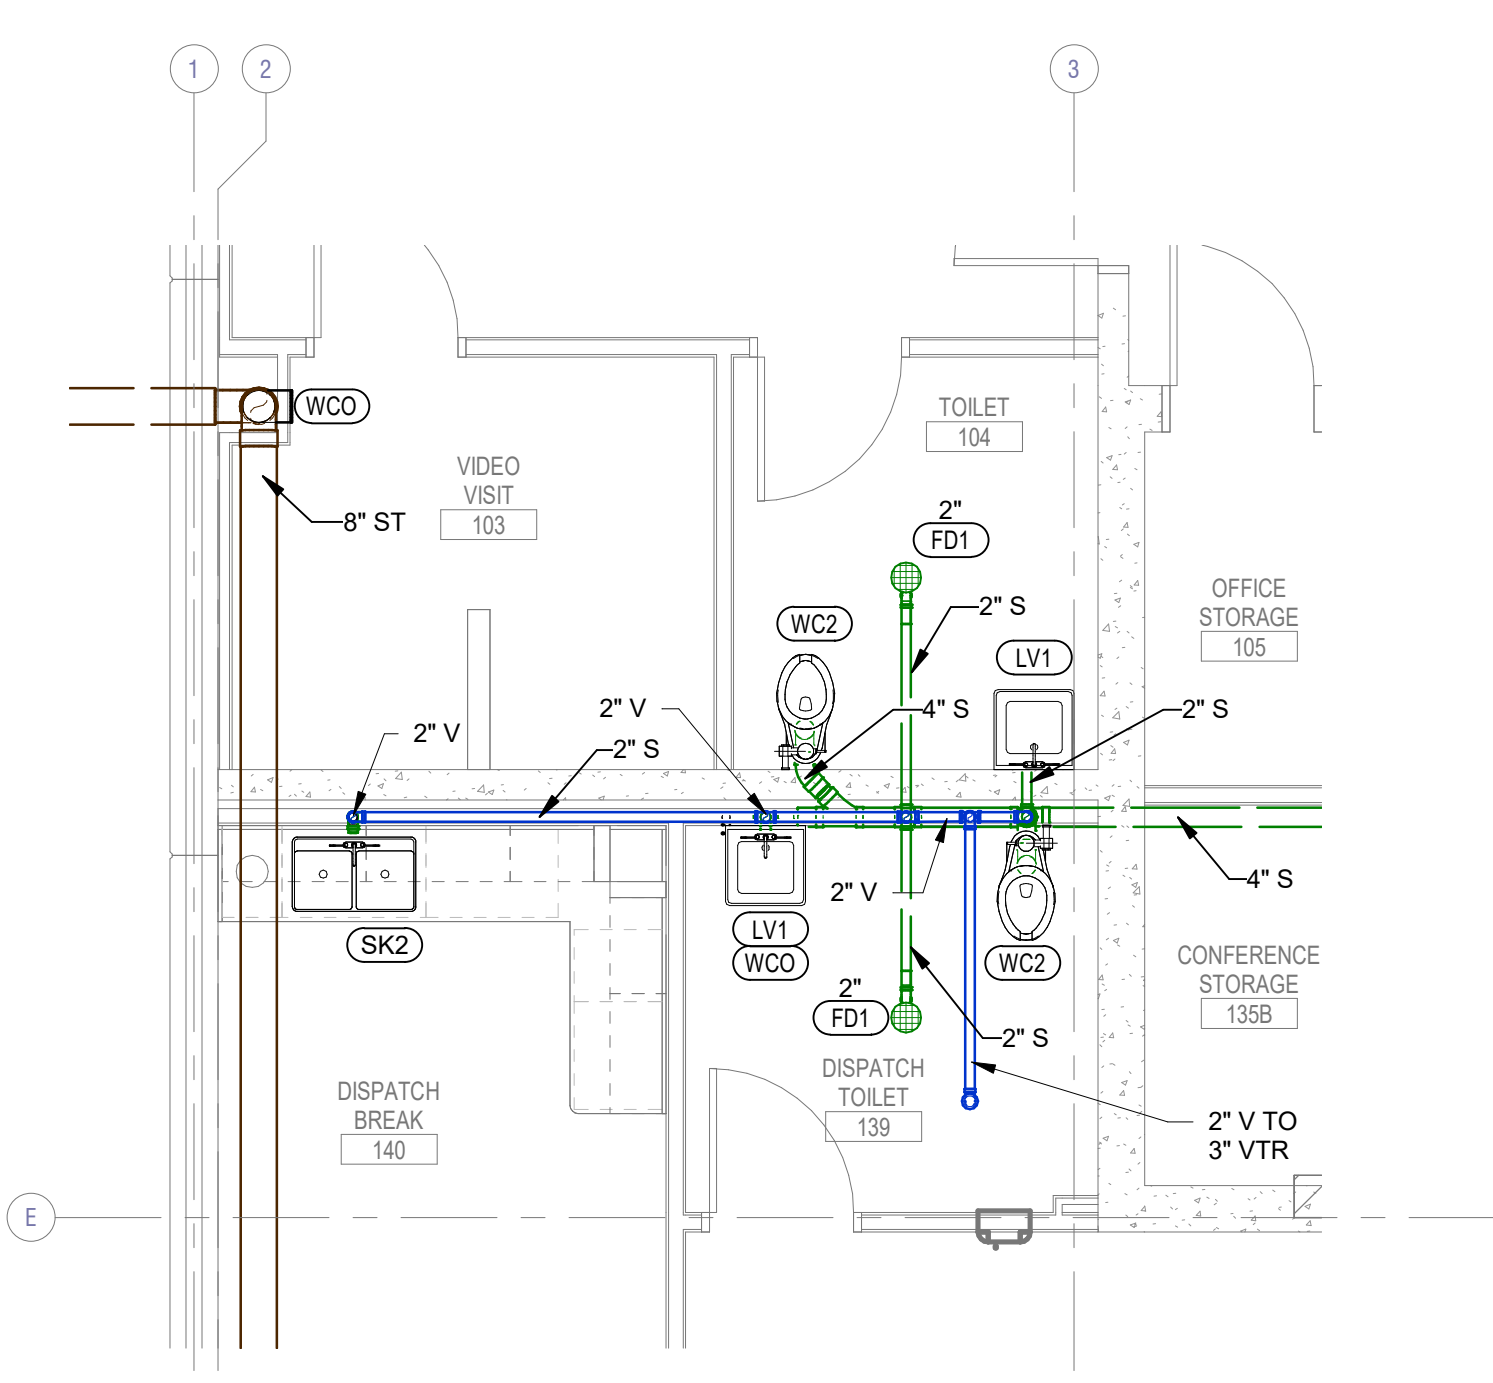 1
2
3
WCO
TOILET
104
VIDEO
VISIT
103
8" ST
2"
FD1
2" S
WC2
LV1
OFFICE
STORAGE
105
2" V
2" V
2" S
4" S
2" S
2" V
4" S
SK2
LV1
WCO
WC2
CONFERENCE
STORAGE
135B
2"
FD1
2" S
DISPATCH
TOILET
139
DISPATCH
BREAK
140
2" V TO
3" VTR
E